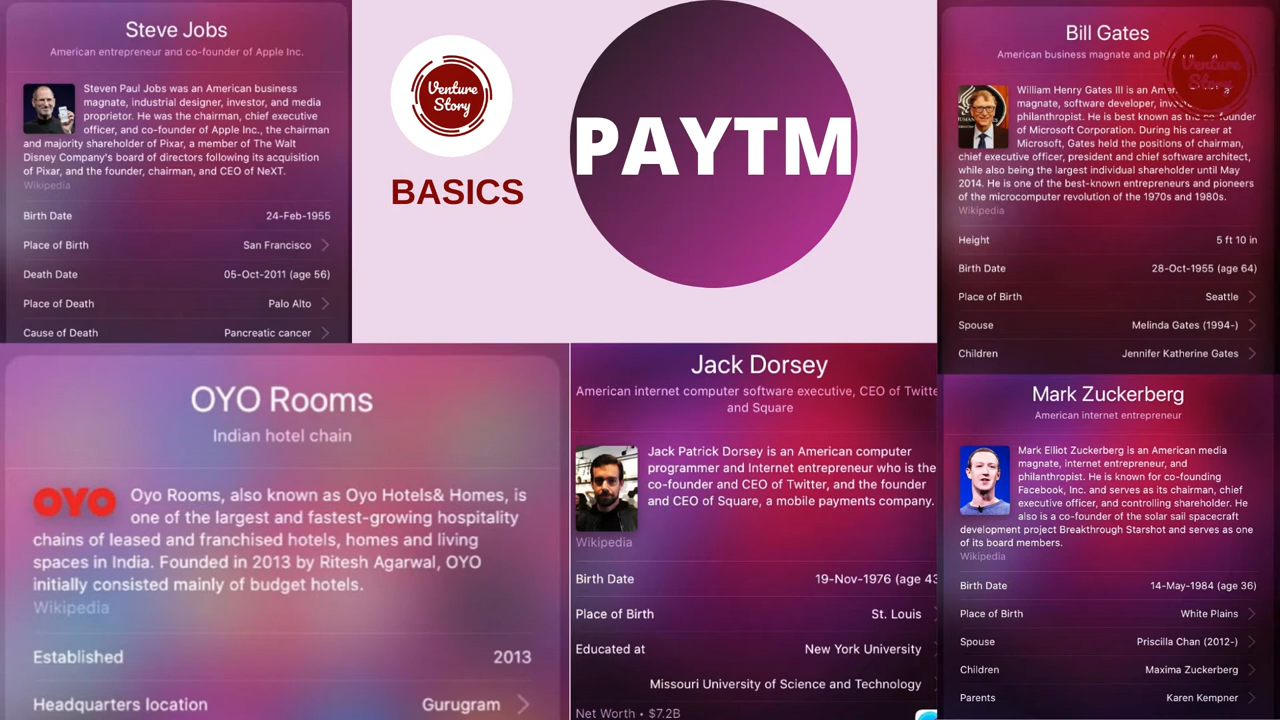 Steve Jobs
American entrepreneur and co-founder of Apple Inc.
Steven Paul Jobs was an American business
magnate, industrial designer, investor, and media
proprietor. He was the chairman, chief executive
officer, and co-founder of Apple Inc., the chairman
and majority shareholder of Pixar, a member of The Walt
Disney Company's board of directors following its acquisition
of Pixar, and the founder, chairman, and CEO of NeXT.
Wikipedia
Birth Date 24-Feb-1955
Place of Birth San Francisco
Death Date 05-Oct-2011 (age 56)
Place of Death Palo Alto
Cause of Death Pancreatic cancer
Venture
Story
BASICS
PAYTM
Bill Gates
American business magnate and
Venture
Story
William Henry Gates III is an
magnate, software developer,
philanthropist. He is best known as the co-founder
of Microsoft Corporation. During his career at
Microsoft, Gates held the positions of chairman,
chief executive officer, president and chief software architect,
while also being the largest individual shareholder until May
2014. He is one of the best-known entrepreneurs and pioneers
of the microcomputer revolution of the 1970s and 1980s.
Wikipedia
Height 5 ft 10 in
Birth Date 28-Oct-1955 (age 64)
Place of Birth Seattle
Spouse Melinda Gates (1994-)
Children Jennifer Katherine Gates
OYO Rooms
Indian hotel chain
OYO
Oyo Rooms, also known as Oyo Hotels& Homes, is
one of the largest and fastest-growing hospitality
chains of leased and franchised hotels, homes and living
spaces in India. Founded in 2013 by Ritesh Agarwal, OYO
initially consisted mainly of budget hotels.
Wikipedia
Established 2013
Headquarters location Gurugram
Jack Dorsey
American internet computer software executive, CEO of Twitte
and Square
Jack Patrick Dorsey is an American computer
programmer and Internet entrepreneur who is the
co-founder and CEO of Twitter, and the founder
and CEO of Square, a mobile payments company.
Wikipedia
Birth Date 19-Nov-1976 (age 43
Place of Birth St. Louis
Educated at New York University
Missouri University of Science and Technology
Net Worth • $7.2B
Mark Zuckerberg
American internet entrepreneur
Mark Elliot Zuckerberg is an American media
magnate, internet entrepreneur, and
philanthropist. He is known for co-founding
Facebook, Inc. and serves as its chairman, chief
executive officer, and controlling shareholder. He
also is a co-founder of the solar sail spacecraft
development project Breakthrough Starshot and serves as one
of its board members.
Wikipedia
Birth Date 14-May-1984 (age 36)
Place of Birth White Plains
Spouse Priscilla Chan (2012-)
Children Maxima Zuckerberg
Parents Karen Kempner